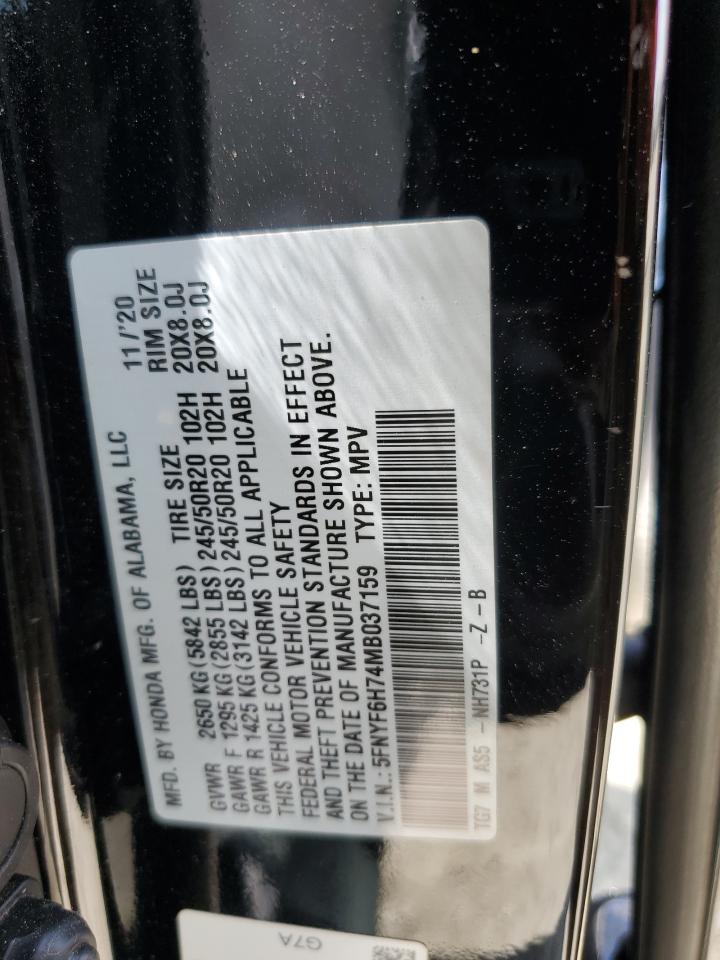 MFD. BY HONDA MFG. OF ALABAMA, LLC 11/'20
GVWR 2650 KG (5842 LBS) TIRE SIZE RIM SIZE
GAWR F 1295 KG (2855 LBS) 245/50R20 102H 20X8.0J
GAWR R 1425 KG (3142 LBS) 245/50R20 102H 20X8.0J
THIS VEHICLE CONFORMS TO ALL APPLICABLE
FEDERAL MOTOR VEHICLE SAFETY
AND THEFT PREVENTION STANDARDS IN EFFECT
ON THE DATE OF MANUFACTURE SHOWN ABOVE.
V.I.N.: 5FNYF6H74MB037159 TYPE: MPV
TG7 M AS5 -NH731P -Z -B MPV
G7A